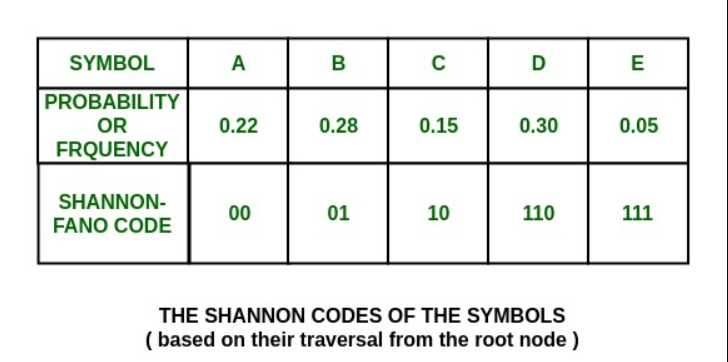 SYMBOL A B C D E
PROBABILITY
OR
FRQUENCY
0.22 0.28 0.15 0.30 0.05
SHANNON-
FANO CODE
00 01 10 110 111
THE SHANNON CODES OF THE SYMBOLS
( based on their traversal from the root node )